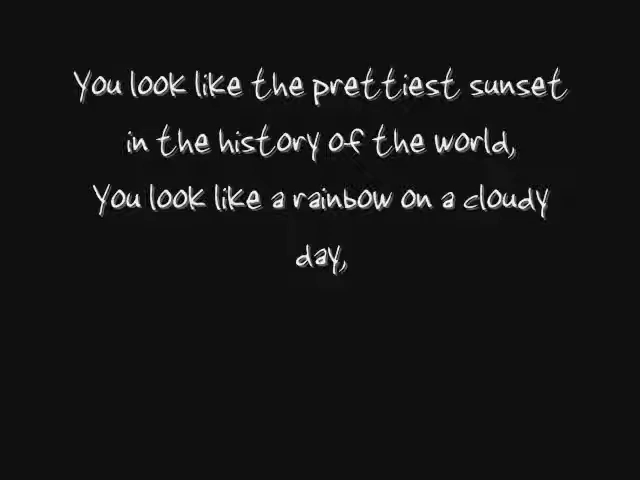 You look like the prettiest sunset
in the history of the world,
You look like a rainbow on a cloudy
day,